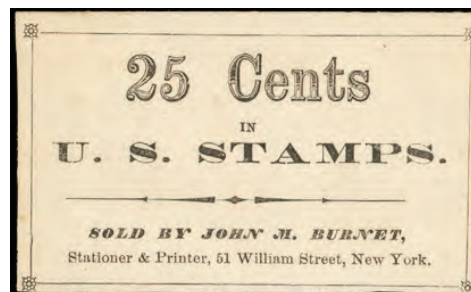 25 Cents
IN
U. S. STAMPS.
SOLD BY JOHN M. BURNET,
Stationer & Printer, 51 William Street, New York.